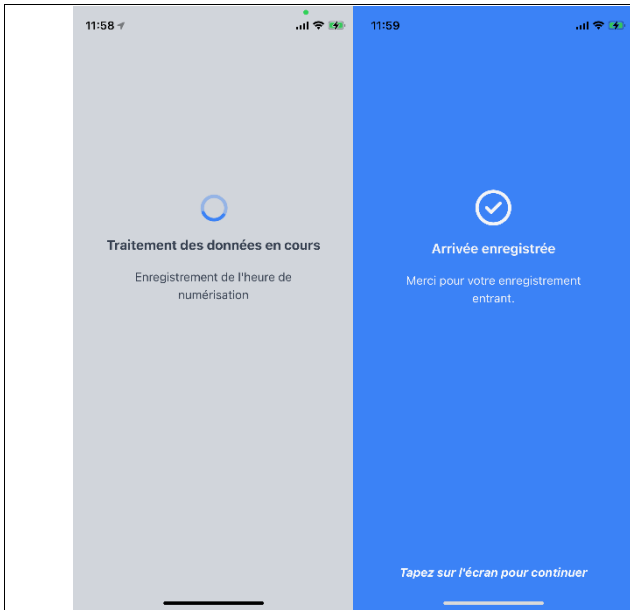 11:58
Traitement des données en cours
Enregistrement de l'heure de
numérisation
11:59
Arrivée enregistrée
Merci pour votre enregistrement
entrant.
Tapez sur l'écran pour continuer